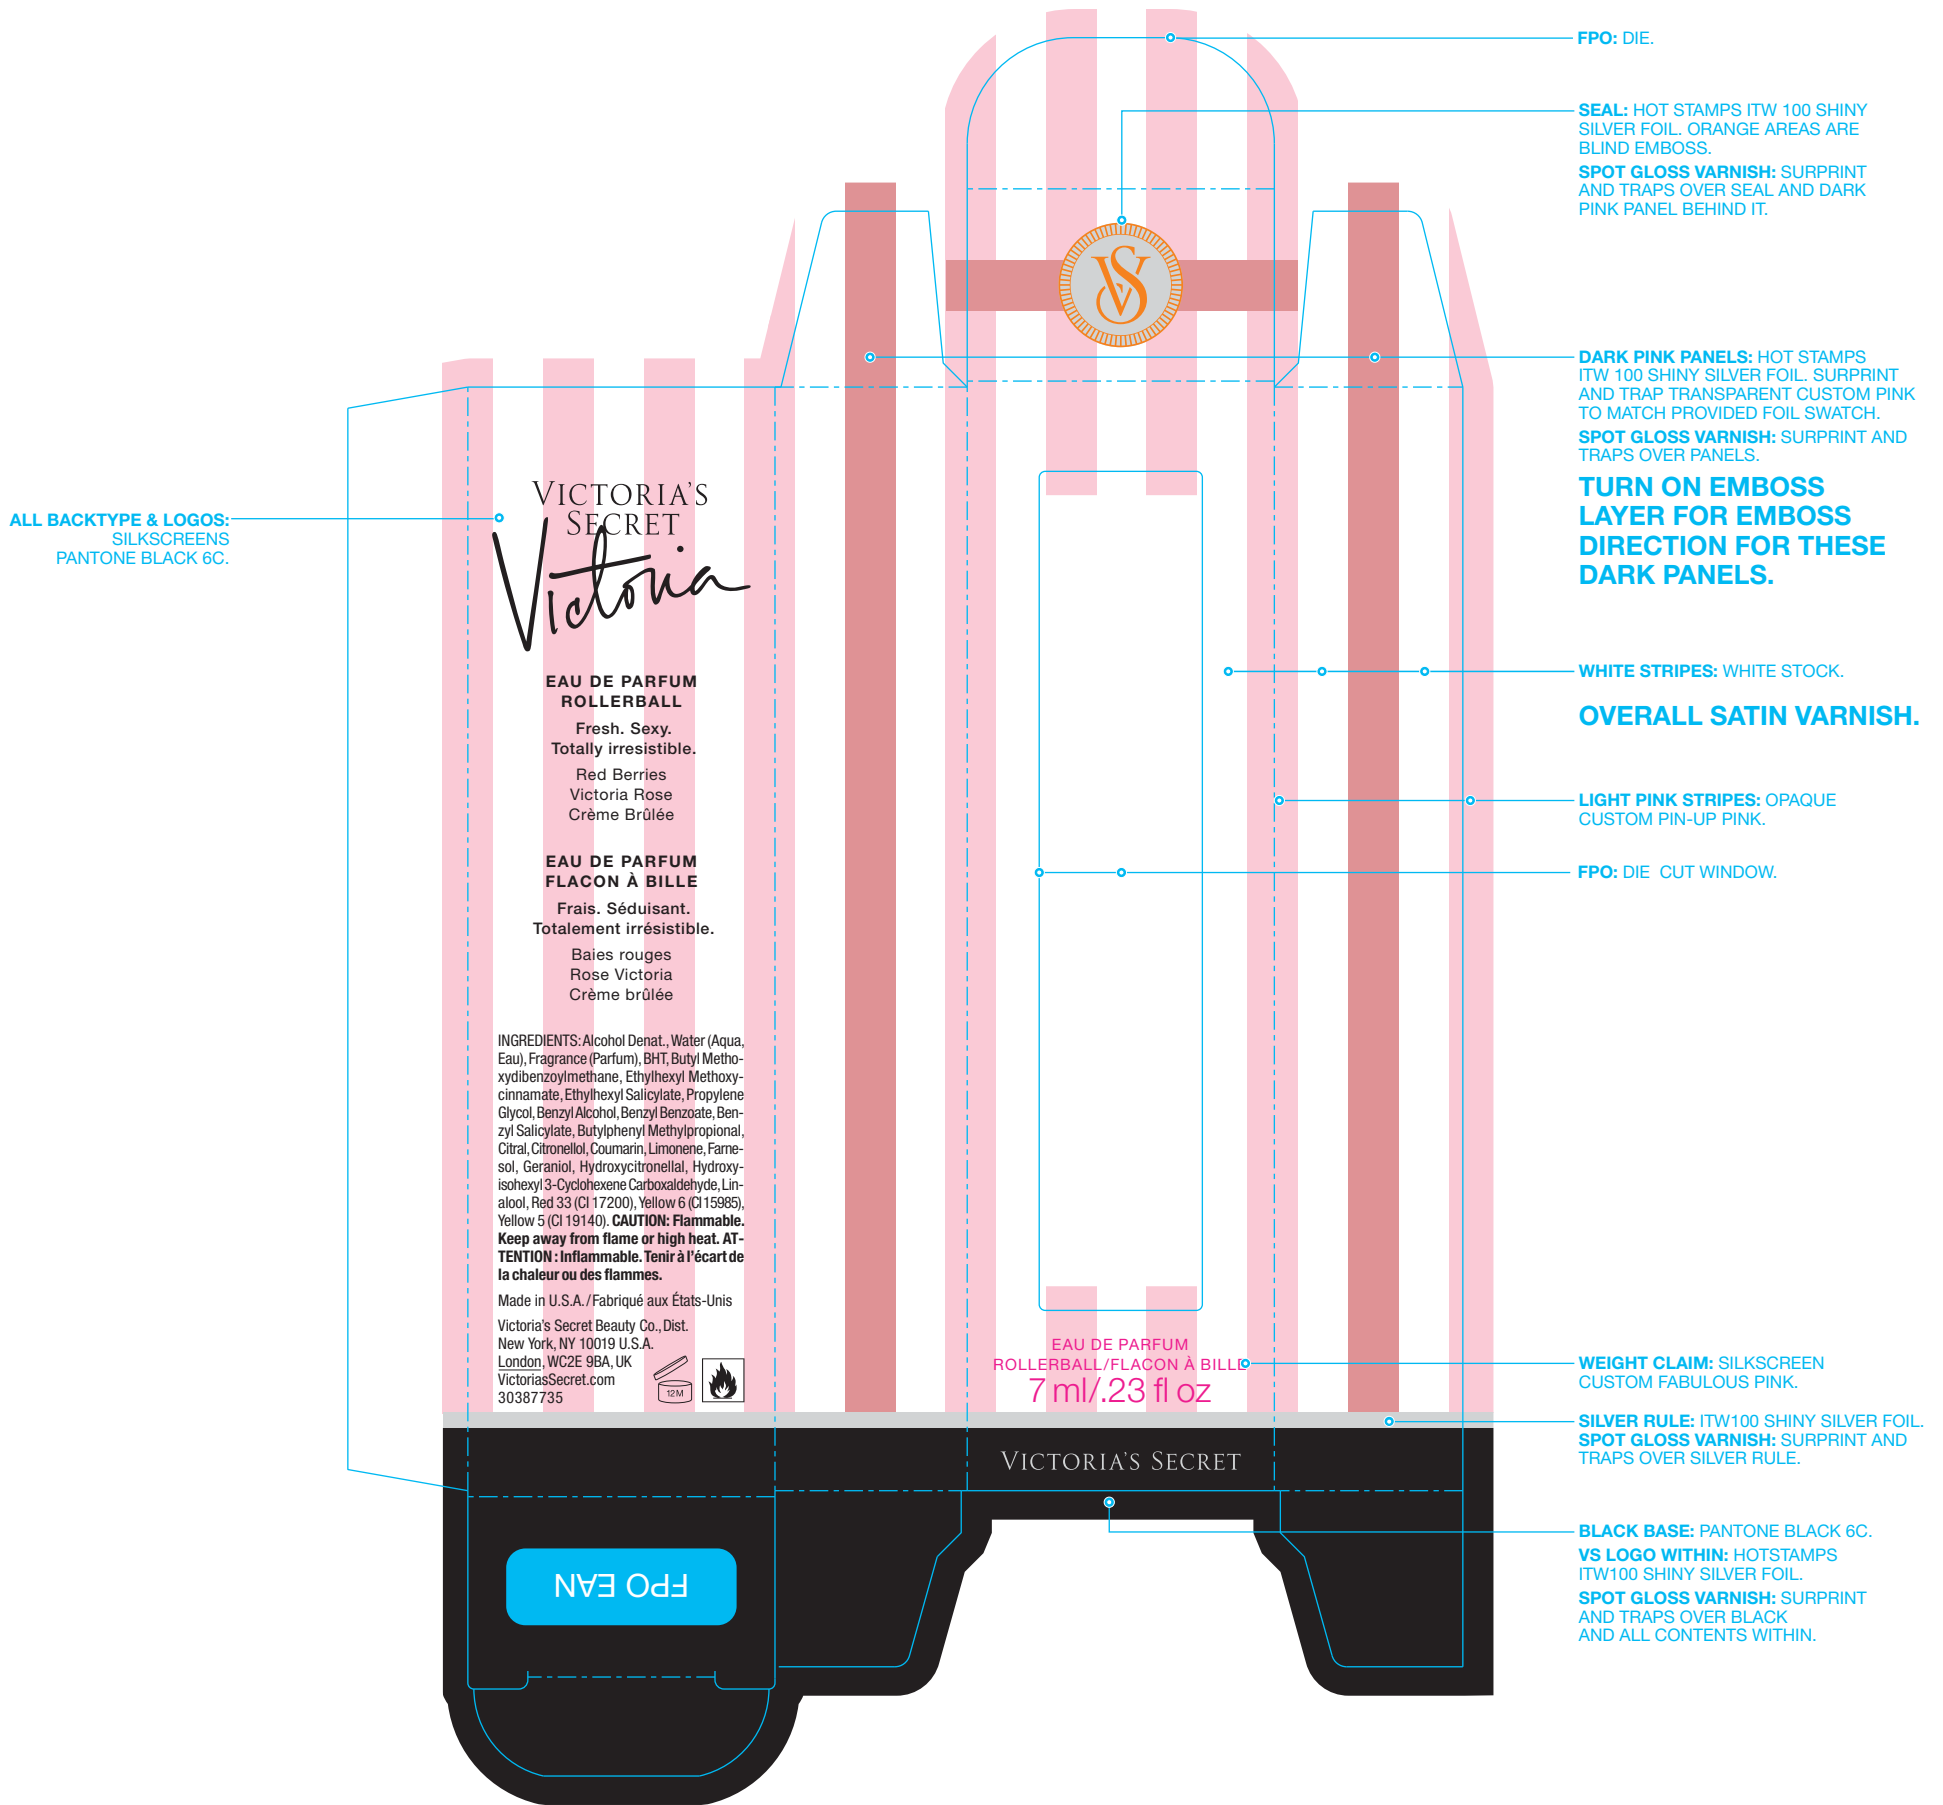 FPO: DIE.
SEAL: HOT STAMPS ITW 100 SHINY
SILVER FOIL. ORANGE AREAS ARE
BLIND EMBOSS.
SPOT GLOSS VARNISH: SURPRINT
AND TRAPS OVER SEAL AND DARK
PINK PANEL BEHIND IT.
VS
DARK PINK PANELS: HOT STAMPS
ITW 100 SHINY SILVER FOIL. SURPRINT
AND TRAP TRANSPARENT CUSTOM PINK
TO MATCH PROVIDED FOIL SWATCH.
SPOT GLOSS VARNISH: SURPRINT AND
TRAPS OVER PANELS.
TURN ON EMBOSS
LAYER FOR EMBOSS
DIRECTION FOR THESE
DARK PANELS.
ALL BACKTYPE & LOGOS:
SILKSCREENS
PANTONE BLACK 6C.
VICTORIA'S
SECRET
Victoria
EAU DE PARFUM
ROLLERBALL
Fresh. Sexy.
Totally irresistible.
Red Berries
Victoria Rose
Crème Brûlée
EAU DE PARFUM
FLACON À BILLE
Frais. Séduisant.
Totalement irrésistible.
Baies rouges
Rose Victoria
Crème brûlée
INGREDIENTS: Alcohol Denat., Water (Aqua,
Eau), Fragrance (Parfum), BHT, Butyl Metho-
xydibenzoylmethane, Ethylhexyl Methoxy-
cinnamate, Ethylhexyl Salicylate, Propylene
Glycol, Benzyl Alcohol, Benzyl Benzoate, Ben-
zyl Salicylate, Butylphenyl Methylpropional,
Citral, Citronellol, Coumarin, Limonene, Farne-
sol, Geraniol, Hydroxycitronellal, Hydroxy-
isohexyl 3-Cyclohexene Carboxaldehyde, Lin-
alool, Red 33 (CI 17200), Yellow 6 (CI 15985),
Yellow 5 (CI 19140). CAUTION: Flammable.
Keep away from flame or high heat. AT-
TENTION : Inflammable. Tenir à l'écart de
la chaleur ou des flammes.
Made in U.S.A. / Fabriqué aux États-Unis
Victoria's Secret Beauty Co., Dist.
New York, NY 10019 U.S.A.
London, WC2E 9BA, UK
VictoriasSecret.com
30387735
12M
WHITE STRIPES: WHITE STOCK.
OVERALL SATIN VARNISH.
LIGHT PINK STRIPES: OPAQUE
CUSTOM PIN-UP PINK.
FPO: DIE CUT WINDOW.
EAU DE PARFUM
ROLLERBALL/FLACON À BILLE
7 ml/.23 fl oz
WEIGHT CLAIM: SILKSCREEN
CUSTOM FABULOUS PINK.
SILVER RULE: ITW100 SHINY SILVER FOIL.
SPOT GLOSS VARNISH: SURPRINT AND
TRAPS OVER SILVER RULE.
VICTORIA'S SECRET
BLACK BASE: PANTONE BLACK 6C.
VS LOGO WITHIN: HOTSTAMPS
ITW100 SHINY SILVER FOIL.
SPOT GLOSS VARNISH: SURPRINT
AND TRAPS OVER BLACK
AND ALL CONTENTS WITHIN.
FPO EAN